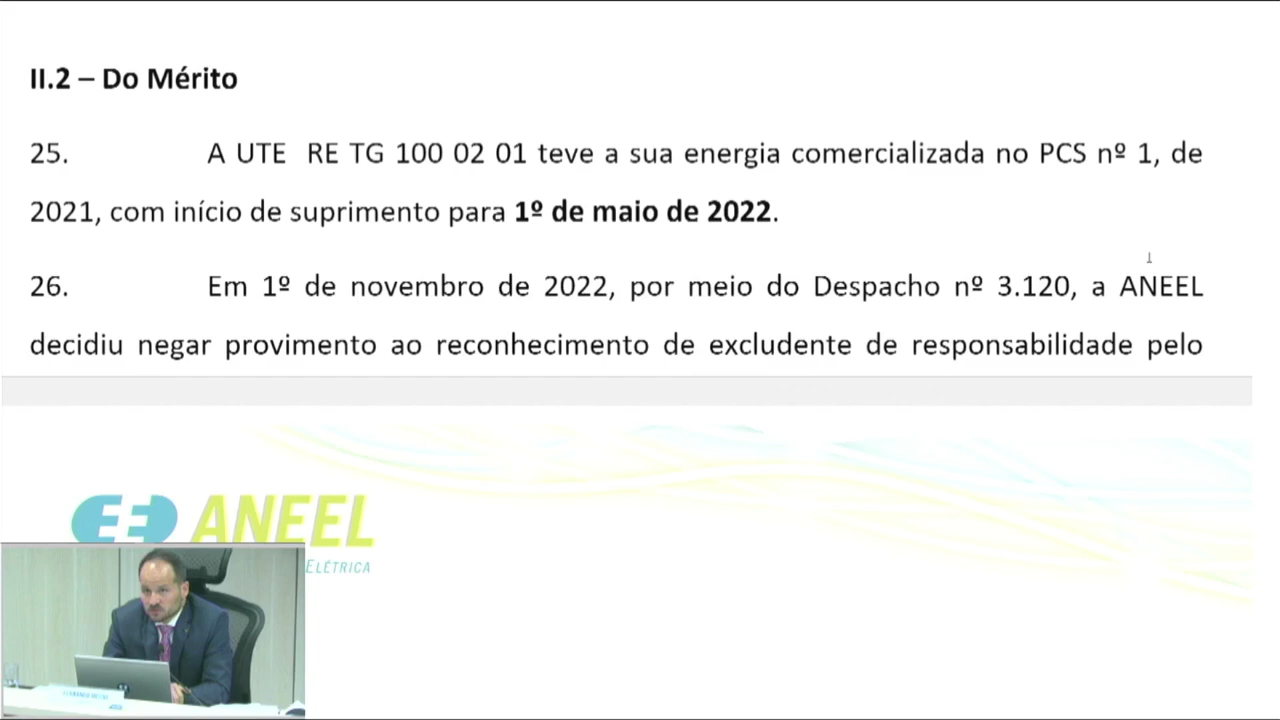 II.2 – Do Mérito
25. A UTE RE TG 100 02 01 teve a sua energia comercializada no PCS nº 1, de
2021, com início de suprimento para 1º de maio de 2022.
26. Em 1º de novembro de 2022, por meio do Despacho nº 3.120, a ANEEL
decidiu negar provimento ao reconhecimento de excludente de responsabilidade pelo
ANEEL
ELÉTRICA